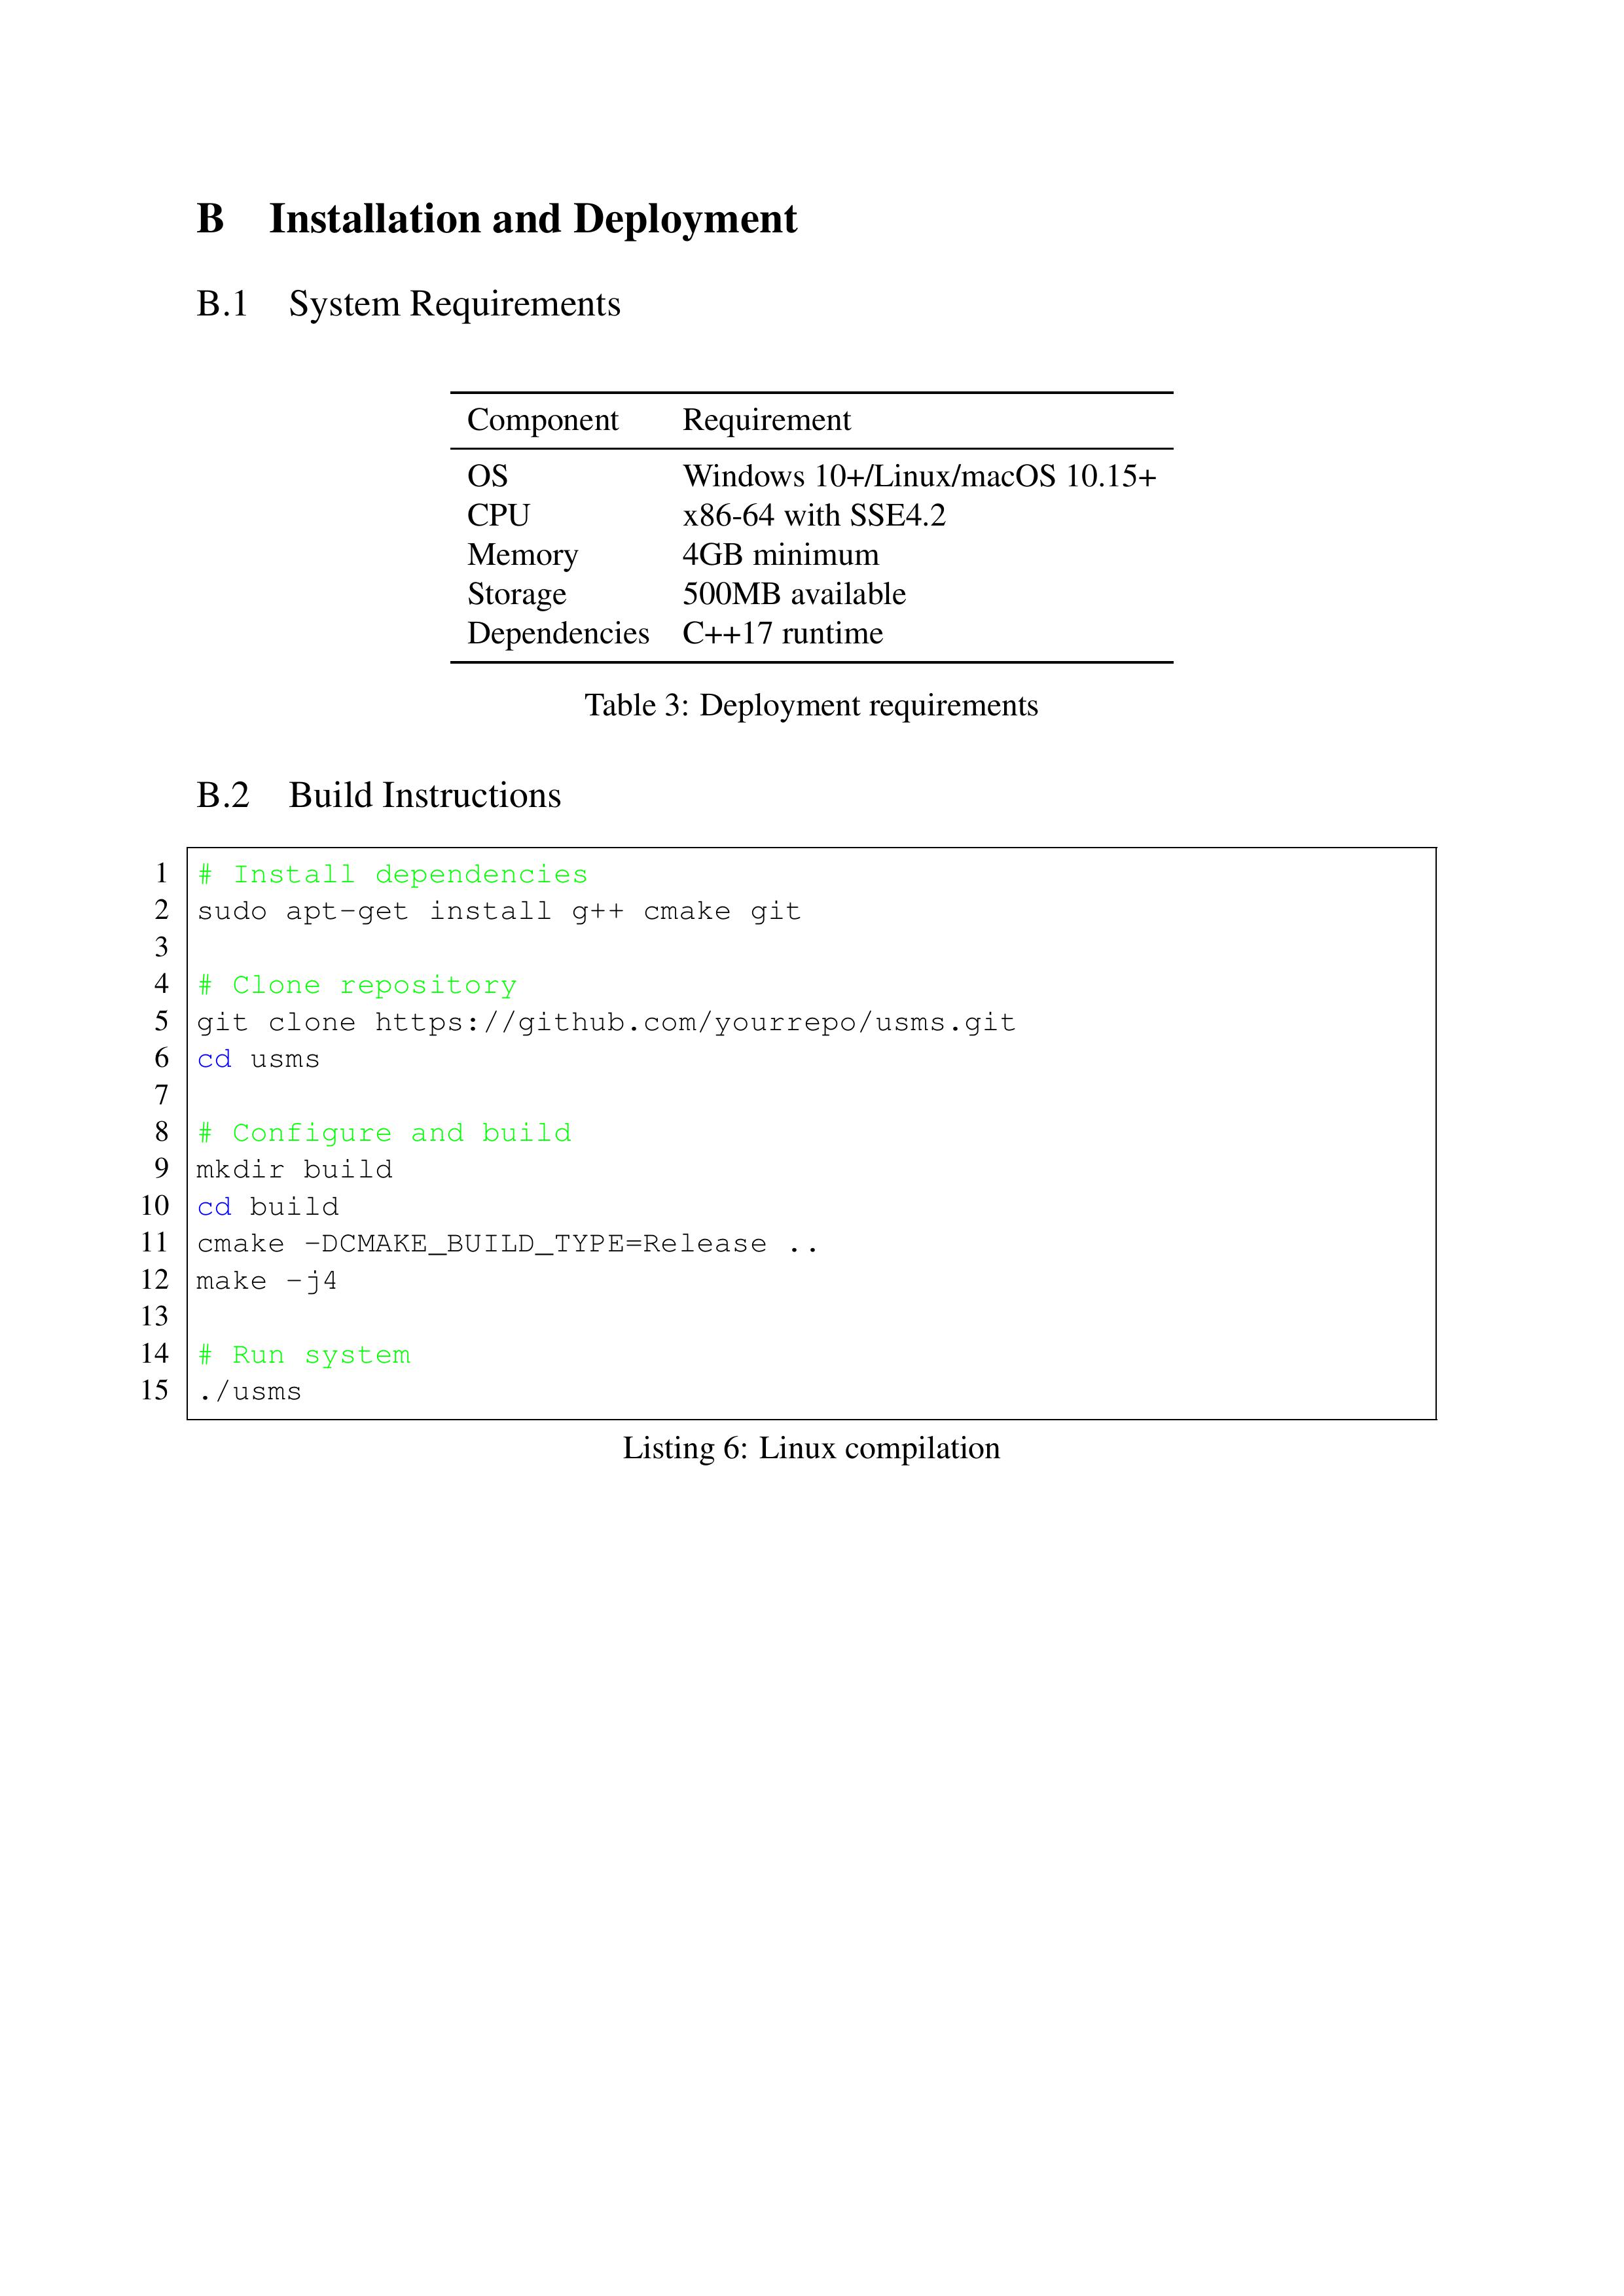 B Installation and Deployment
B.1 System Requirements
Component Requirement
OS Windows 10+/Linux/macOS 10.15+
CPU x86-64 with SSE4.2
Memory 4GB minimum
Storage 500MB available
Dependencies C++17 runtime
Table 3: Deployment requirements
B.2 Build Instructions
1 # Install dependencies
2 sudo apt-get install g++ cmake git
3
4 # Clone repository
5 git clone https://github.com/yourrepo/usms.git
6 cd usms
7
8 # Configure and build
9 mkdir build
10 cd build
11 cmake -DCMAKE_BUILD_TYPE=Release ..
12 make -j4
13
14 # Run system
15 ./usms
Listing 6: Linux compilation